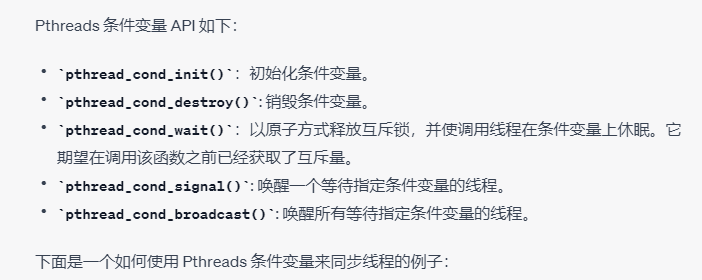 Pthreads 条件变量 API 如下：
• `pthread_cond_init()`：初始化条件变量。
• `pthread_cond_destroy()`: 销毁条件变量。
• `pthread_cond_wait()`：以原子方式释放互斥锁，并使调用线程在条件变量上休眠。它
期望在调用该函数之前已经获取了互斥量。
• `pthread_cond_signal()`: 唤醒一个等待指定条件变量的线程。
• `pthread_cond_broadcast()`: 唤醒所有等待指定条件变量的线程。
下面是一个如何使用 Pthreads 条件变量来同步线程的例子：